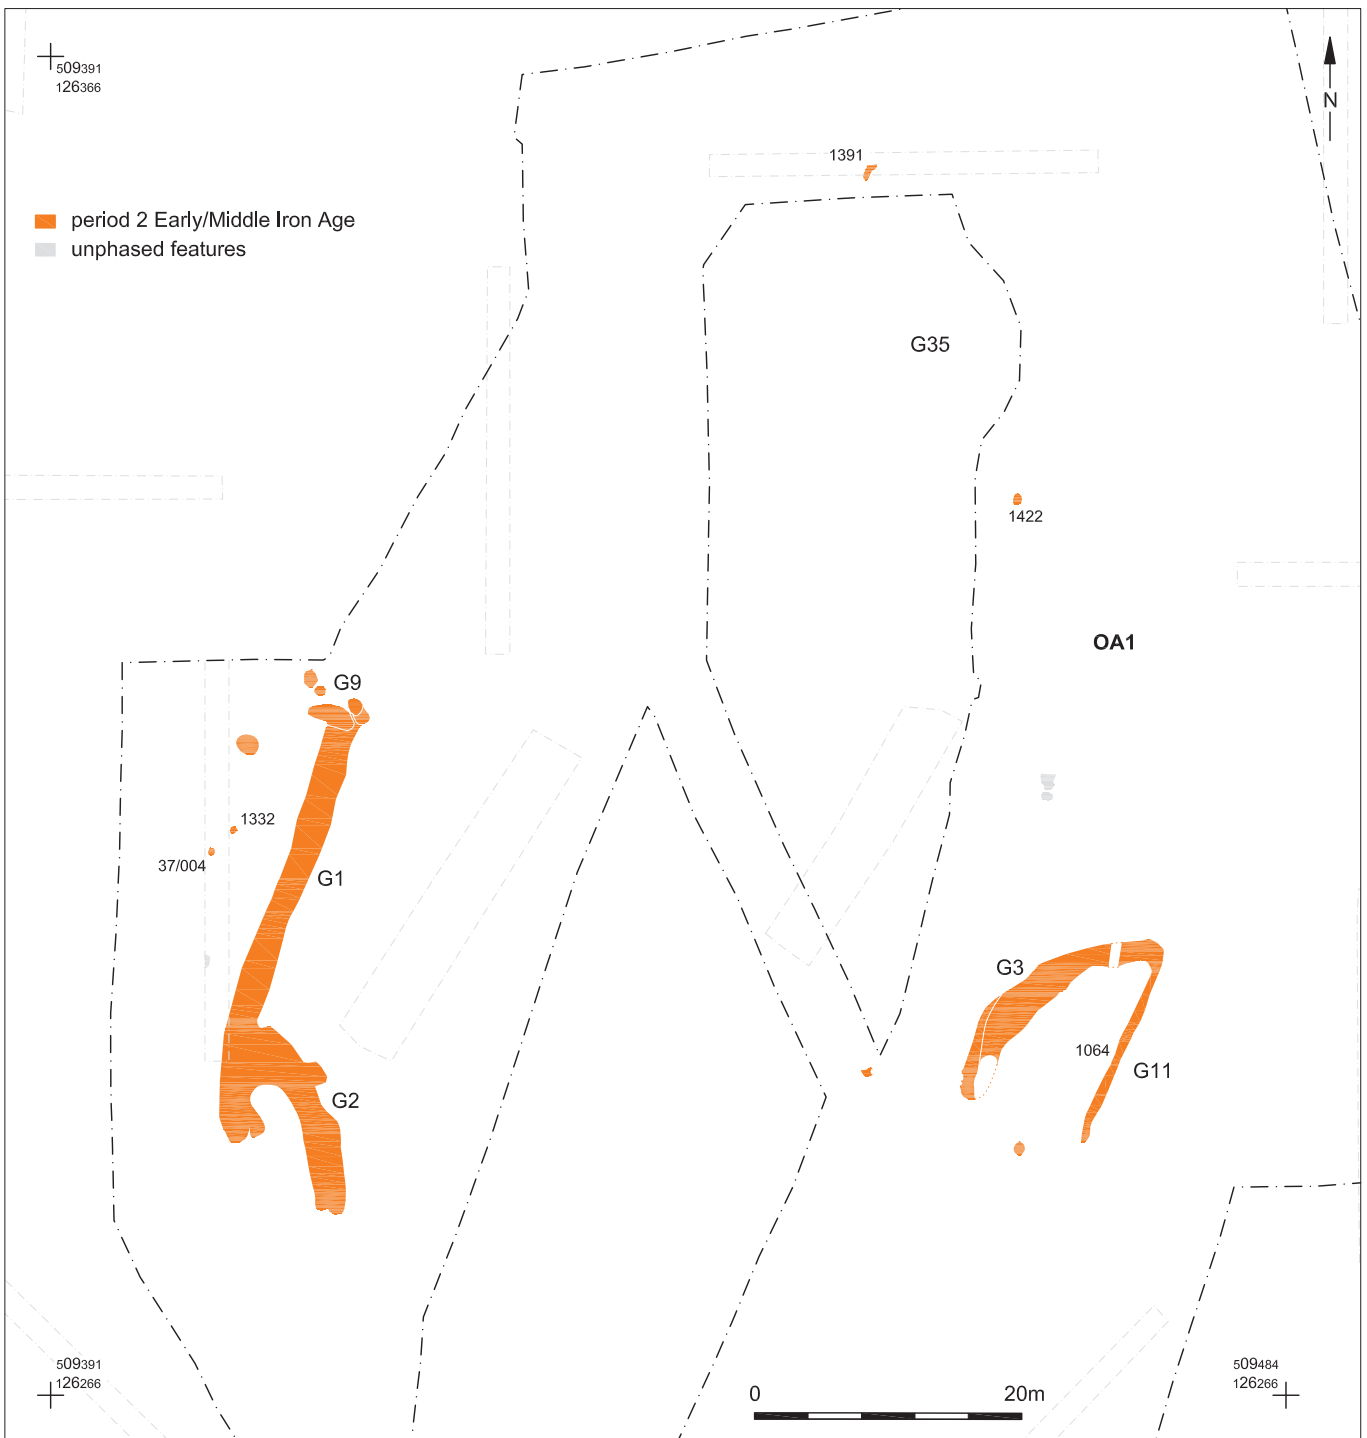 509391
126366
N
1391
period 2 Early/Middle Iron Age
unphased features
G35
1422
OA1
G9
1332
37/004
G1
G3
1064
G11
G2
509391
126266
0 20m
509484
126266